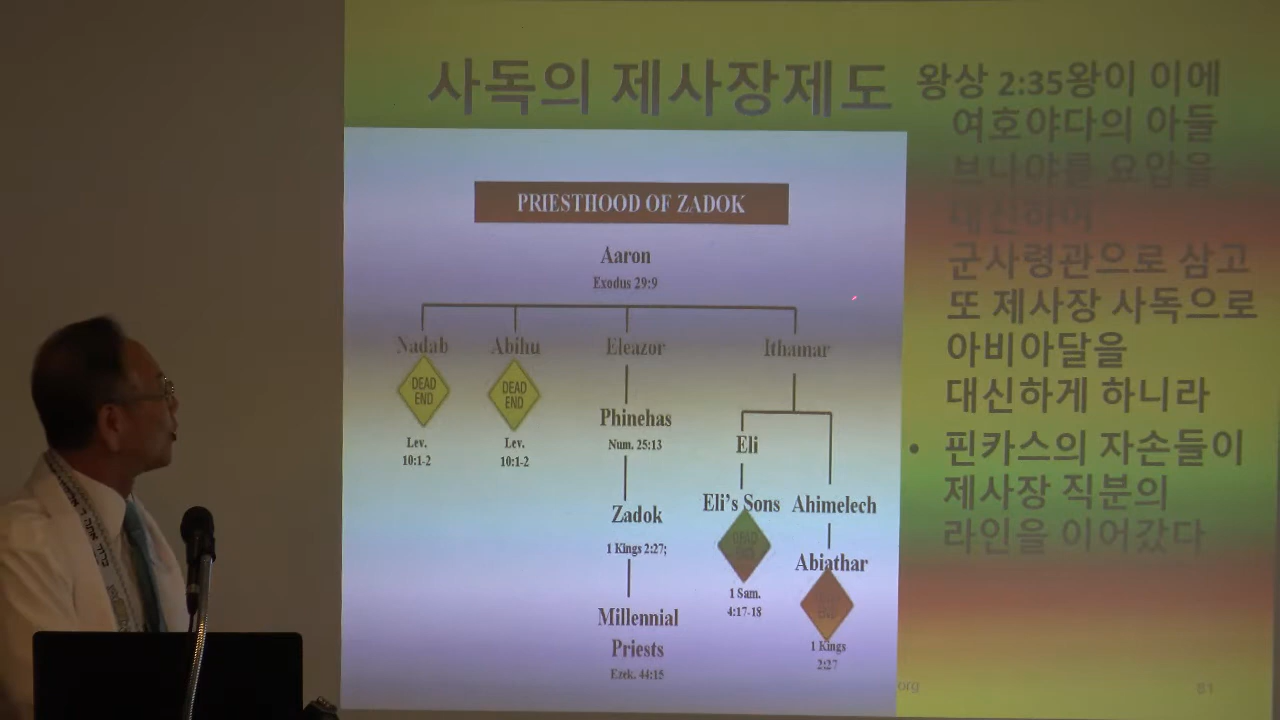 사독의 제사장제도
왕상 2:35왕이 이에
여호야다의 아둘
브나야를 요압을
대신하여
군사령관으로 삼고
또 제사장 사독으로
아비아달을
대신하게 하니라
• 핀카스의 자손들이
제사장 직분의
라인을 이어갔다
PRIESTHOOD OF ZADOK
Aaron
Exodus 29:9
Nadab Abihu Eleazor Ithamar
DEAD
END
DEAD
END
Lev.
10:1-2
Lev.
10:1-2
Phinehas
Num. 25:13
Eli
Zadok
1 Kings 2:27;
Eli's Sons Ahimelech
DEAD
END
1 Sam.
4:17-18
Abiathar
1 Kings
2:27
Millennial
Priests
Ezek. 44:15
org
81